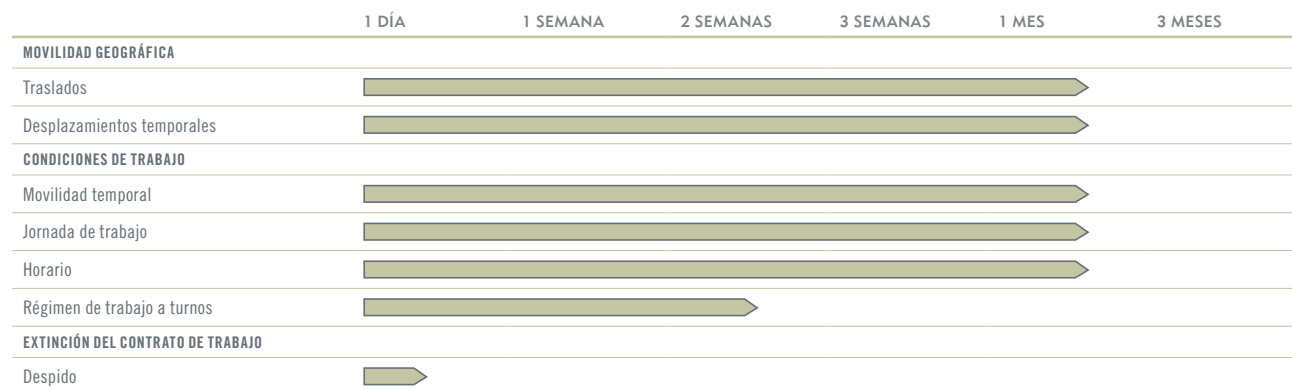 1 DÍA 1 SEMANA 2 SEMANAS 3 SEMANAS 1 MES 3 MESES
MOVILIDAD GEOGRÁFICA
Traslados
Desplazamientos temporales
CONDICIONES DE TRABAJO
Movilidad temporal
Jornada de trabajo
Horario
Régimen de trabajo a turnos
EXTINCIÓN DEL CONTRATO DE TRABAJO
Despido